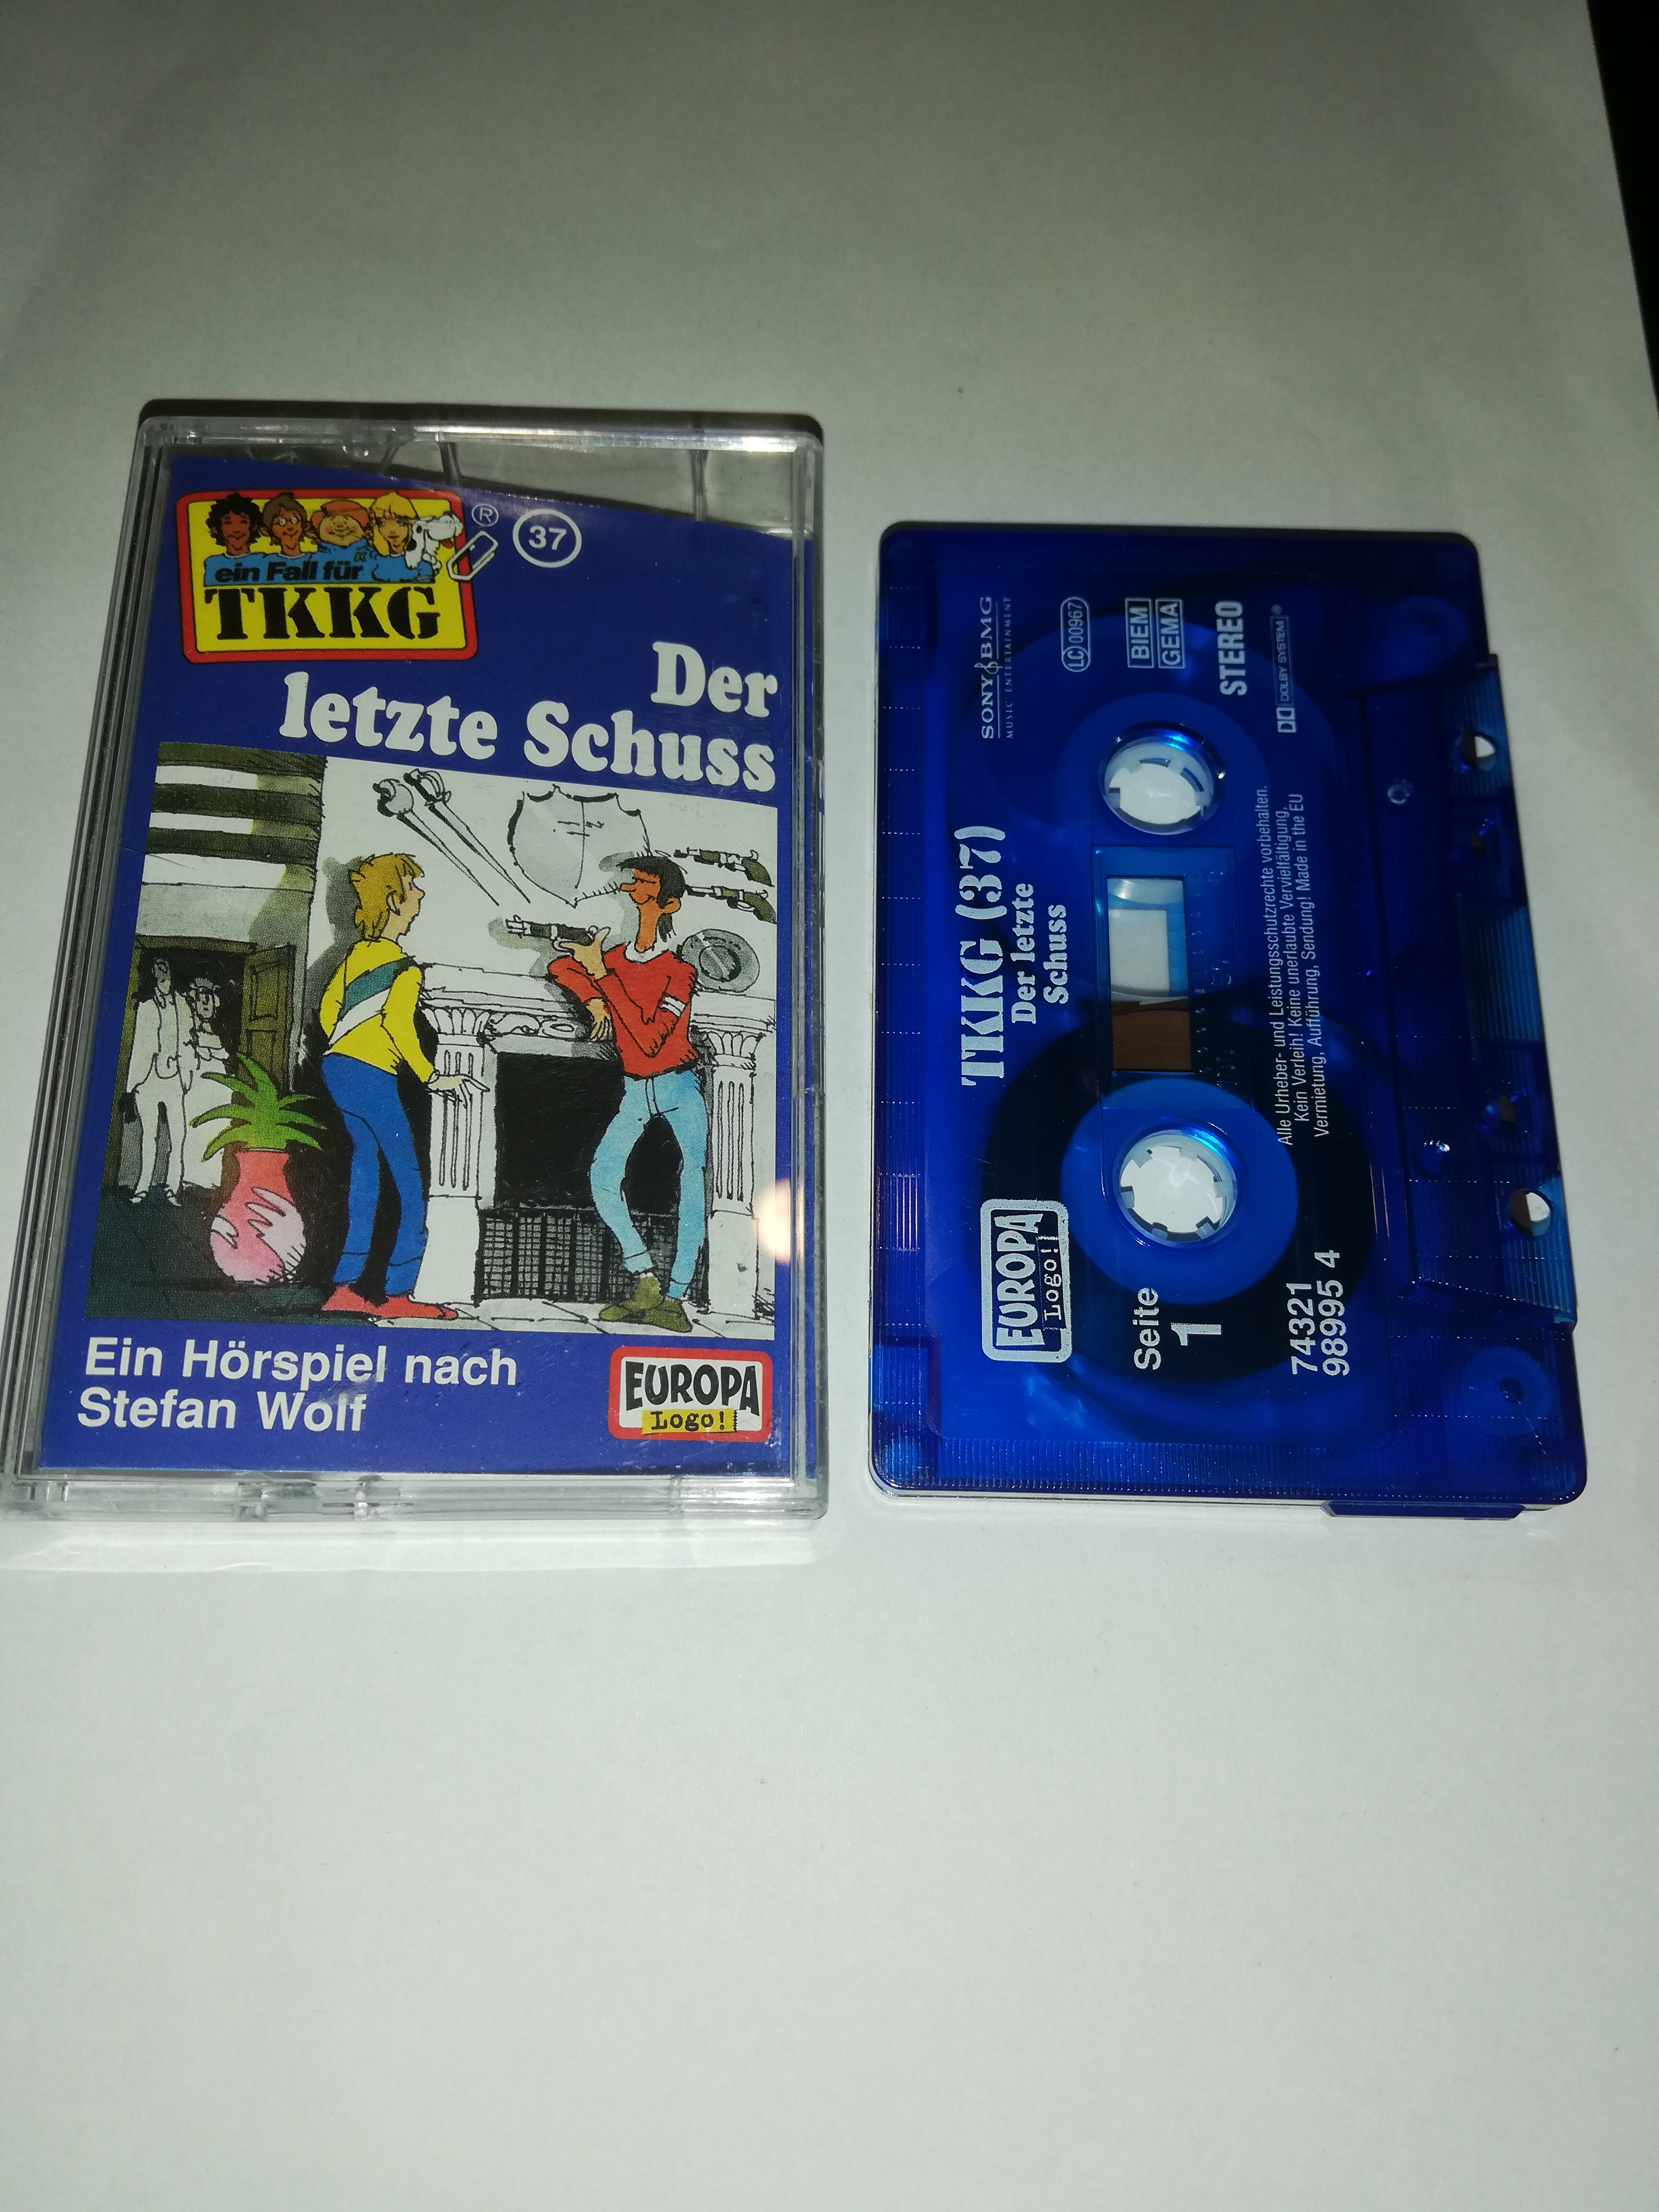 ein Fall für
TKKG
®
37
Der
letzte Schuss
Ein Hörspiel nach
Stefan Wolf
EUROPA
Logo!
EUROPA
Logo!
TKKG (37)
Der letzte
Schuss
SONY BMG
MUSIC ENTERTAINMENT
LC 00967
BIEM
GEMA
STEREO
DOLBY SYSTEM®
Seite
1
74321
98995 4
Alle Urheber- und Leistungsschutzrechte vorbehalten.
Kein Verleih! Keine unerlaubte Vervielfältigung,
Vermietung, Aufführung, Sendung! Made in the EU